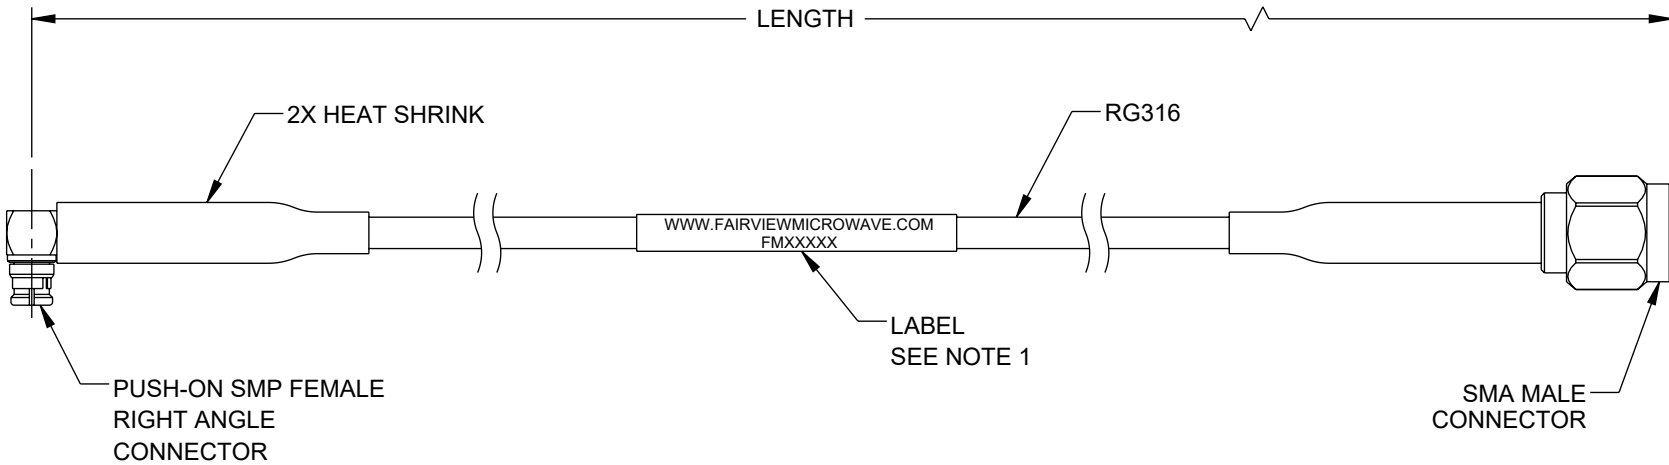 LENGTH
2X HEAT SHRINK
RG316
WWW.FAIRVIEWMICROWAVE.COM
FMXXXXX
LABEL
SEE NOTE 1
PUSH-ON SMP FEMALE
RIGHT ANGLE
CONNECTOR
SMA MALE
CONNECTOR